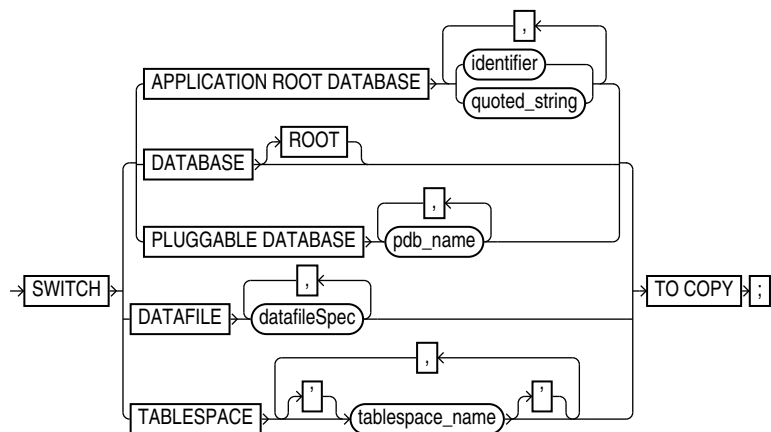 ,
identifier
APPLICATION ROOT DATABASE
quoted_string
ROOT
DATABASE
,
PLUGGABLE DATABASE pdb_name
SWITCH TO COPY ;
,
DATAFILE datafileSpec
,
' '
TABLESPACE tablespace_name